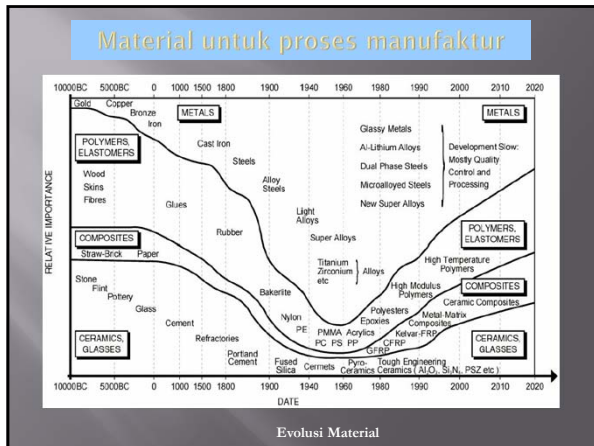 Material untuk proses manufaktur
10000BC 5000BC 0 1000 1500 1800 1900 1940 1960 1980 1990 2000 2010 2020
Gold
Copper
Bronze
Iron
METALS
METALS
Cast Iron
Steels
Alloy
Steels
Light
Alloys
Super Alloys
Titanium
Zirconium
etc
Alloys
Glassy Metals
Al-Lithium Alloys
Dual Phase Steels
Microalloyed Steels
New Super Alloys
Development Slow:
Mostly Quality
Control and
Processing
RELATIVE IMPORTANCE
POLYMERS,
ELASTOMERS
Wood
Skins
Fibres
Glues
Rubber
Bakerlite
Nylon
PE
PMMA Acrylics
PC PS PP
Polyesters
Epoxies
High Modulus
Polymers
High Temperature
Polymers
POLYMERS,
ELASTOMERS
COMPOSITES
Straw-Brick Paper
GFRP
CFRP
Kelvar-FRP
Metal-Matrix
Composites
Ceramic Composites
COMPOSITES
Stone
Flint
Pottery
Glass
Cement
Refractories
Portland
Cement
Fused
Silica
Cermets
Pyro-
Ceramics
Tough Engineering
Ceramics ( Al₂O₃, Si₃N₄, PSZ etc )
CERAMICS,
GLASSES
CERAMICS,
GLASSES
10000BC 5000BC 0 1000 1500 1800 1900 1940 1960 1980 1990 2000 2010 2020
DATE
Evolusi Material